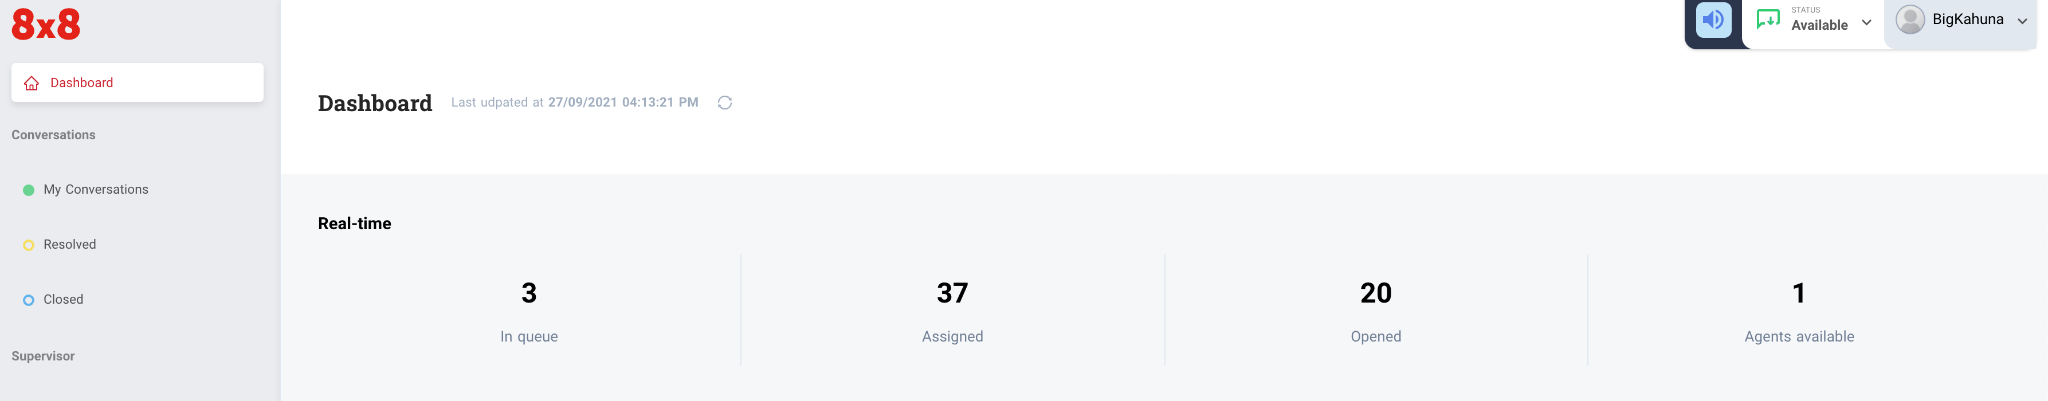 8x8
Dashboard
Conversations
My Conversations
Resolved
Closed
Supervisor
STATUS
Available
BigKahuna
Dashboard
Last udpated at 27/09/2021 04:13:21 PM
Real-time
3
In queue
37
Assigned
20
Opened
1
Agents available